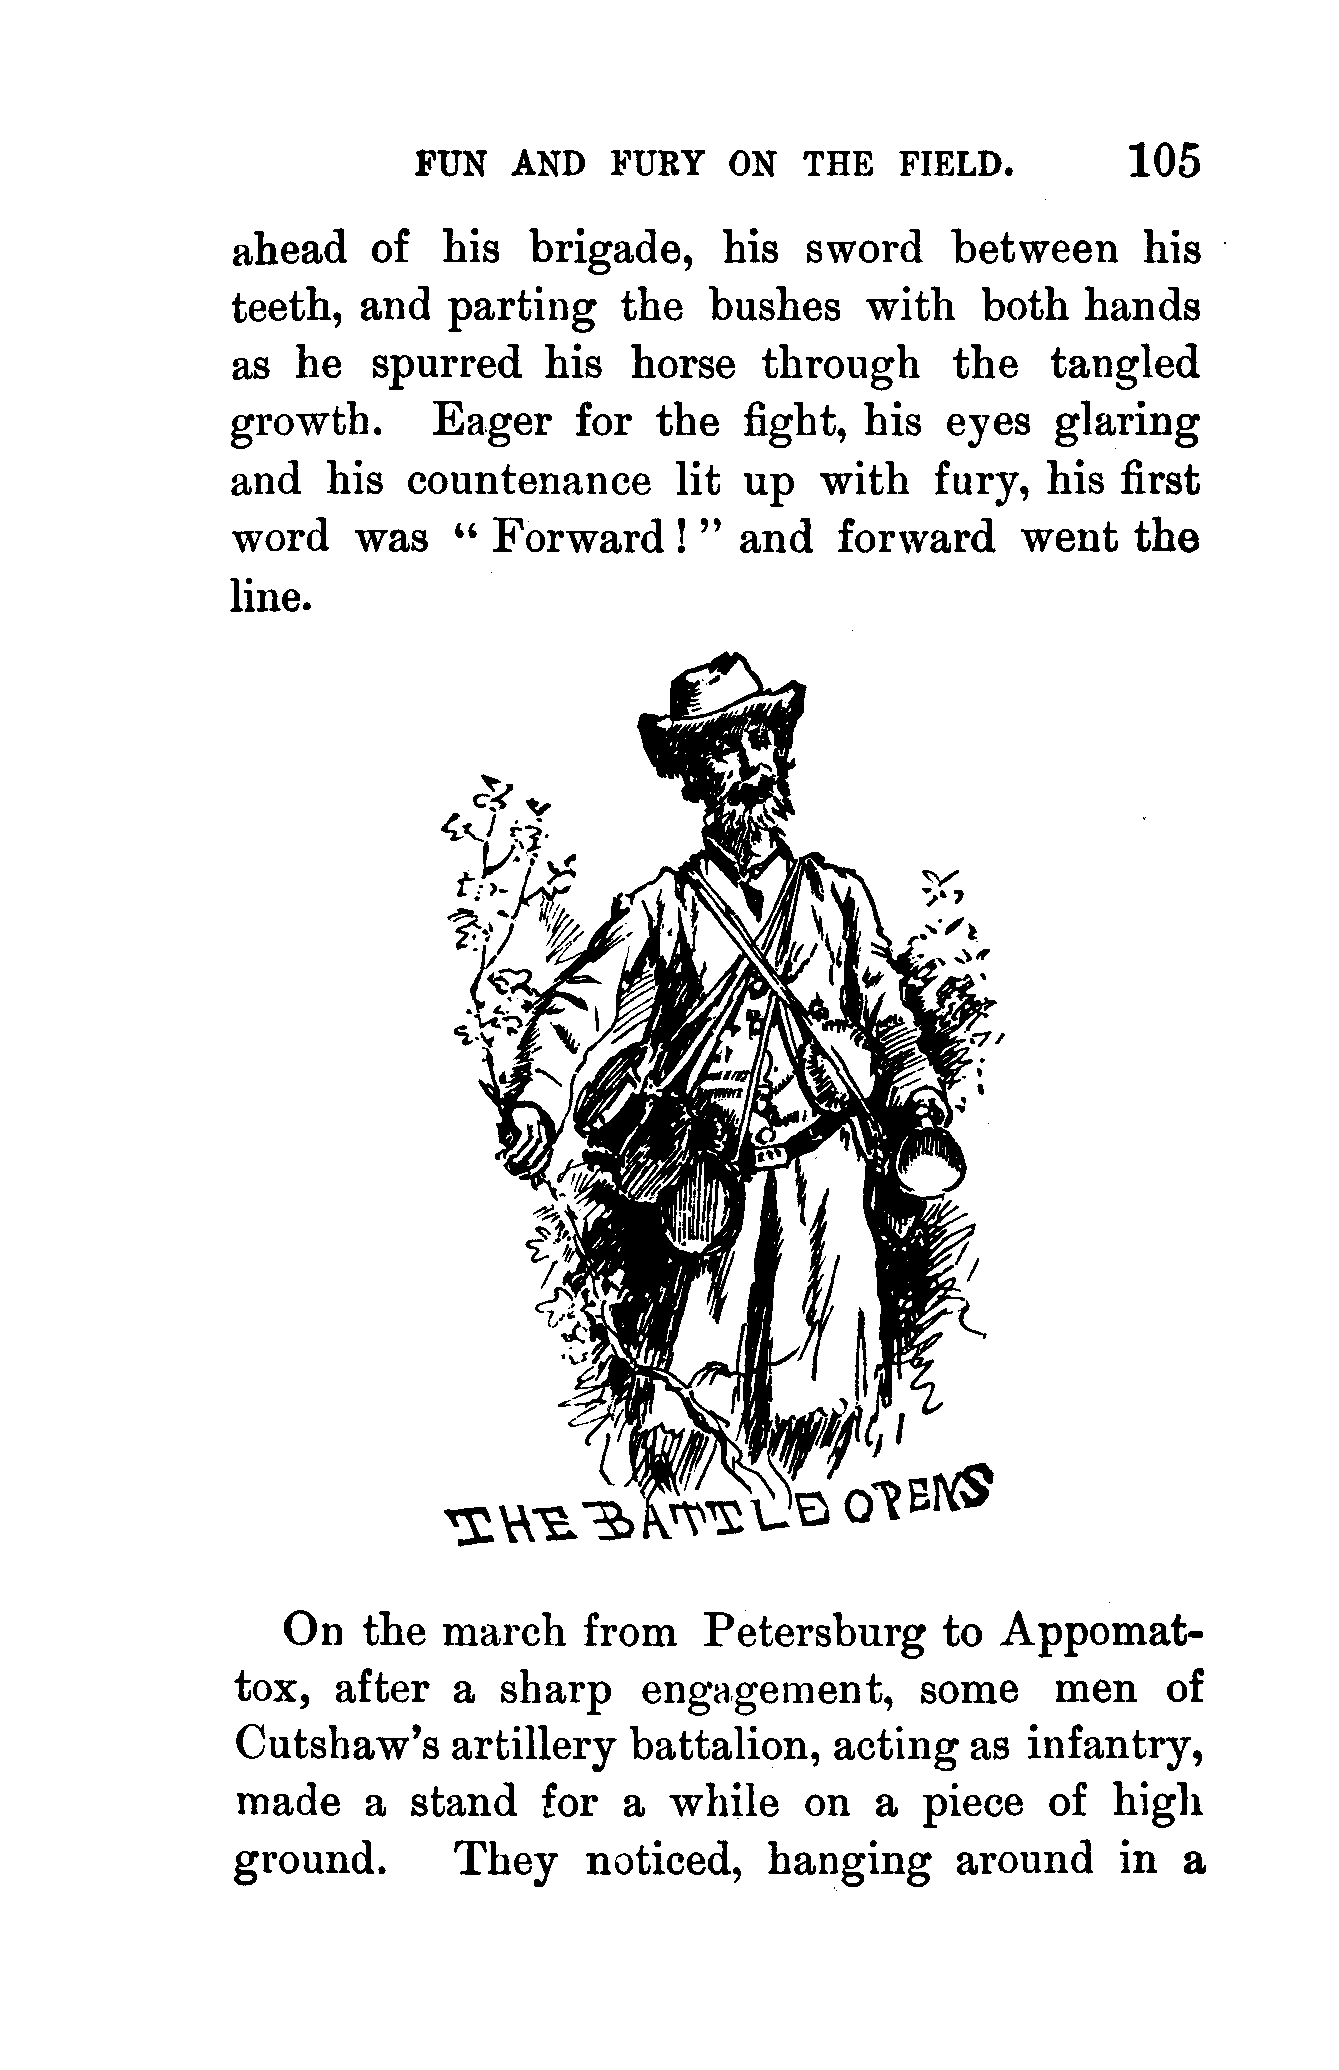 FUN AND FURY ON THE FIELD. 105
ahead of his brigade, his sword between his
teeth, and parting the bushes with both hands
as he spurred his horse through the tangled
growth. Eager for the fight, his eyes glaring
and his countenance lit up with fury, his first
word was “ Forward ! ” and forward went the
line.
THE BATTLE OPENS
On the march from Petersburg to Appomat-
tox, after a sharp engagement, some men of
Cutshaw’s artillery battalion, acting as infantry,
made a stand for a while on a piece of high
ground. They noticed, hanging around in a